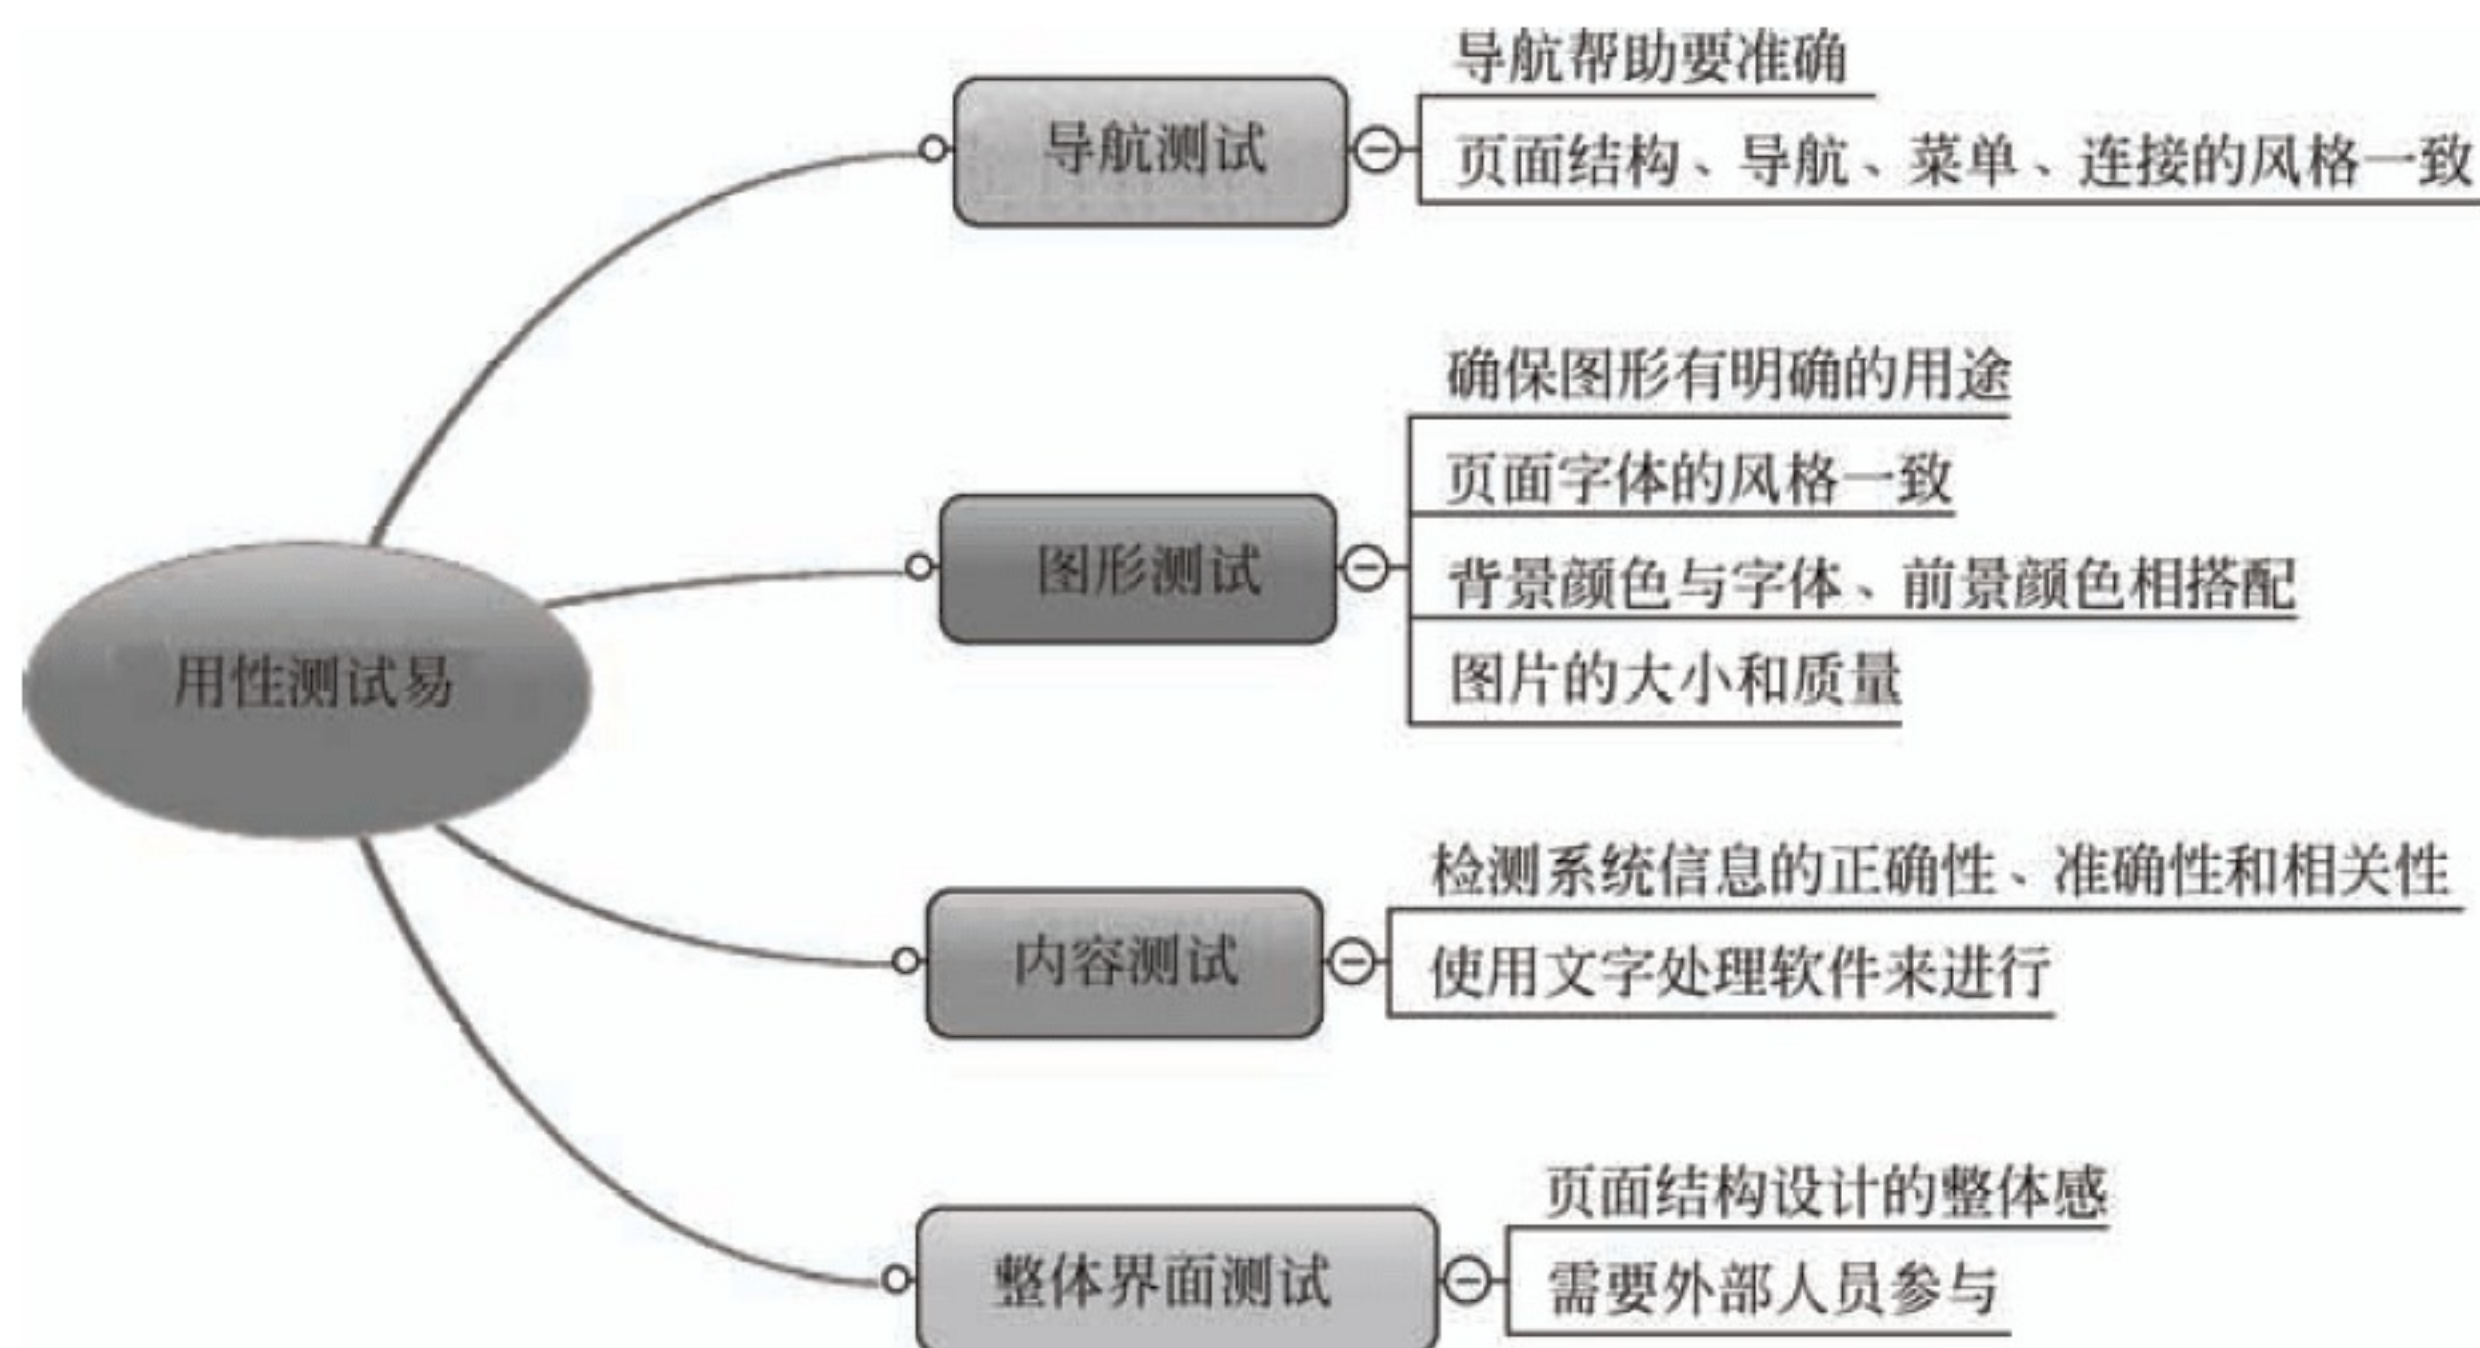 用性测试易
导航测试
导航帮助要准确
页面结构、导航、菜单、连接的风格一致
图形测试
确保图形有明确的用途
页面字体的风格一致
背景颜色与字体、前景颜色相搭配
图片的大小和质量
内容测试
检测系统信息的正确性、准确性和相关性
使用文字处理软件来进行
整体界面测试
页面结构设计的整体感
需要外部人员参与